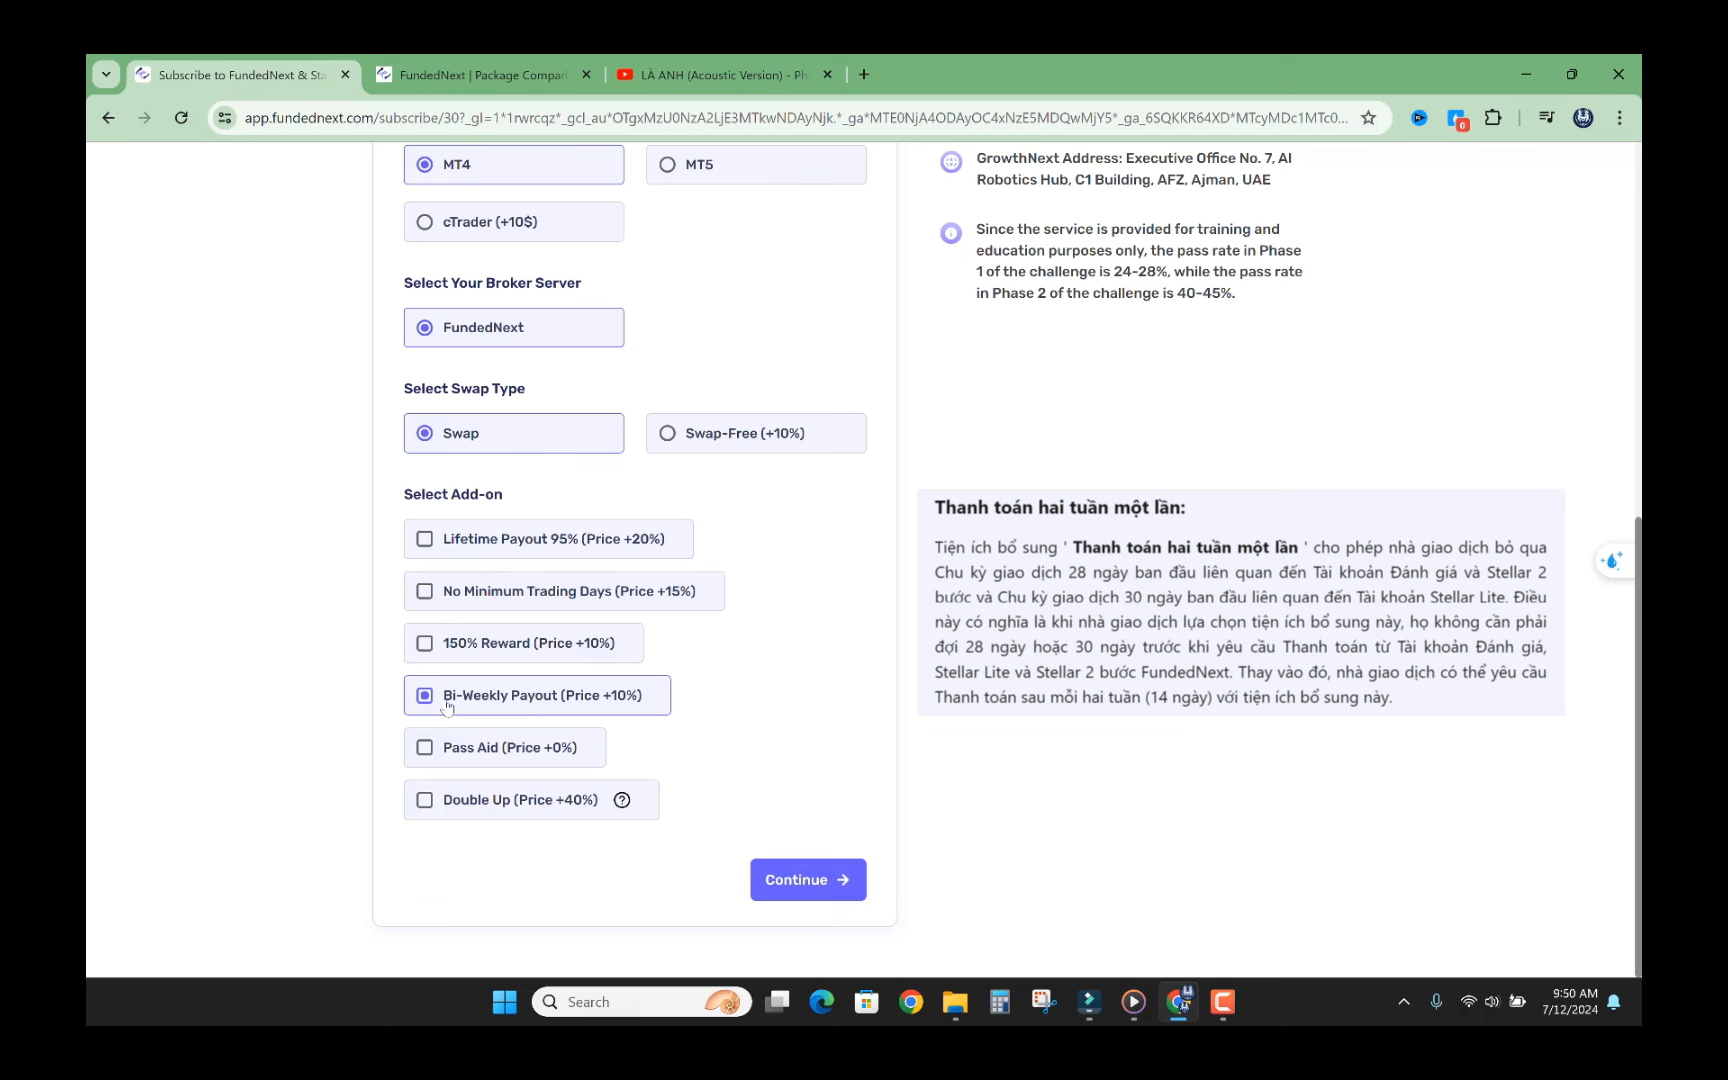 Subscribe to FundedNext & Sta
FundedNext | Package Compari
LÀ ANH (Acoustic Version) - Ph
app.fundednext.com/subscribe/30?_gl=1*1rwrcqz*_gcl_au*OTgxMzU0NzA2LjE3MTkwNDAyNjk.*_ga*MTE0NjA4ODAyOC4xNzE5MDQwMjY5*_ga_6SQKKR64XD*MTcyMDc1MTc0...
0
MT4
MT5
cTrader (+10$)
Select Your Broker Server
FundedNext
Select Swap Type
Swap
Swap-Free (+10%)
Select Add-on
Lifetime Payout 95% (Price +20%)
No Minimum Trading Days (Price +15%)
150% Reward (Price +10%)
Bi-Weekly Payout (Price +10%)
Pass Aid (Price +0%)
Double Up (Price +40%)
Continue
GrowthNext Address: Executive Office No. 7, AI
Robotics Hub, C1 Building, AFZ, Ajman, UAE
Since the service is provided for training and
education purposes only, the pass rate in Phase
1 of the challenge is 24-28%, while the pass rate
in Phase 2 of the challenge is 40-45%.
Thanh toán hai tuần một lần:
Tiện ích bổ sung ' Thanh toán hai tuần một lần ' cho phép nhà giao dịch bỏ qua
Chu kỳ giao dịch 28 ngày ban đầu liên quan đến Tài khoản Đánh giá và Stellar 2
bước và Chu kỳ giao dịch 30 ngày ban đầu liên quan đến Tài khoản Stellar Lite. Điều
này có nghĩa là khi nhà giao dịch lựa chọn tiện ích bổ sung này, họ không cần phải
đợi 28 ngày hoặc 30 ngày trước khi yêu cầu Thanh toán từ Tài khoản Đánh giá,
Stellar Lite và Stellar 2 bước FundedNext. Thay vào đó, nhà giao dịch có thể yêu cầu
Thanh toán sau mỗi hai tuần (14 ngày) với tiện ích bổ sung này.
Search
9:50 AM
7/12/2024